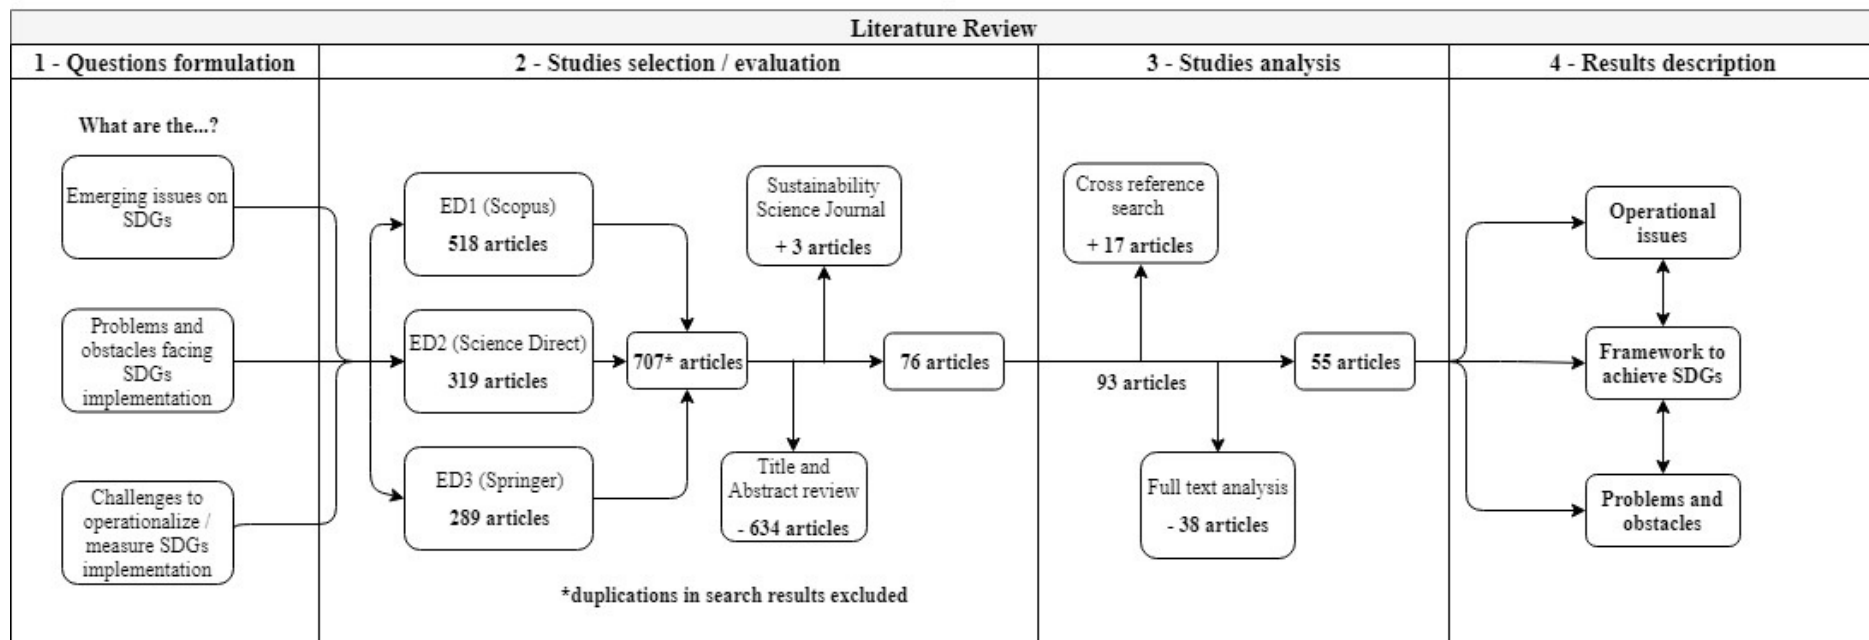 Literature Review
1 - Questions formulation
2 - Studies selection / evaluation
3 - Studies analysis
4 - Results description
What are the...?
Emerging issues on
SDGs
Problems and
obstacles facing
SDGs
implementation
Challenges to
operationalize /
measure SDGs
implementation
ED1 (Scopus)
518 articles
ED2 (Science Direct)
319 articles
ED3 (Springer)
289 articles
707* articles
Sustainability
Science Journal
+ 3 articles
Title and
Abstract review
- 634 articles
76 articles
*duplications in search results excluded
Cross reference
search
+ 17 articles
93 articles
Full text analysis
- 38 articles
55 articles
Operational
issues
Framework to
achieve SDGs
Problems and
obstacles